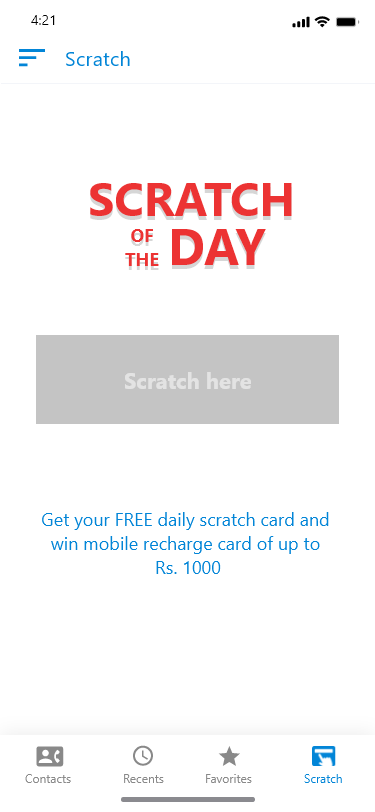 4:21
Scratch
SCRATCH
OF
THE DAY
Scratch here
Get your FREE daily scratch card and
win mobile recharge card of up to
Rs. 1000
Contacts Recents Favorites Scratch